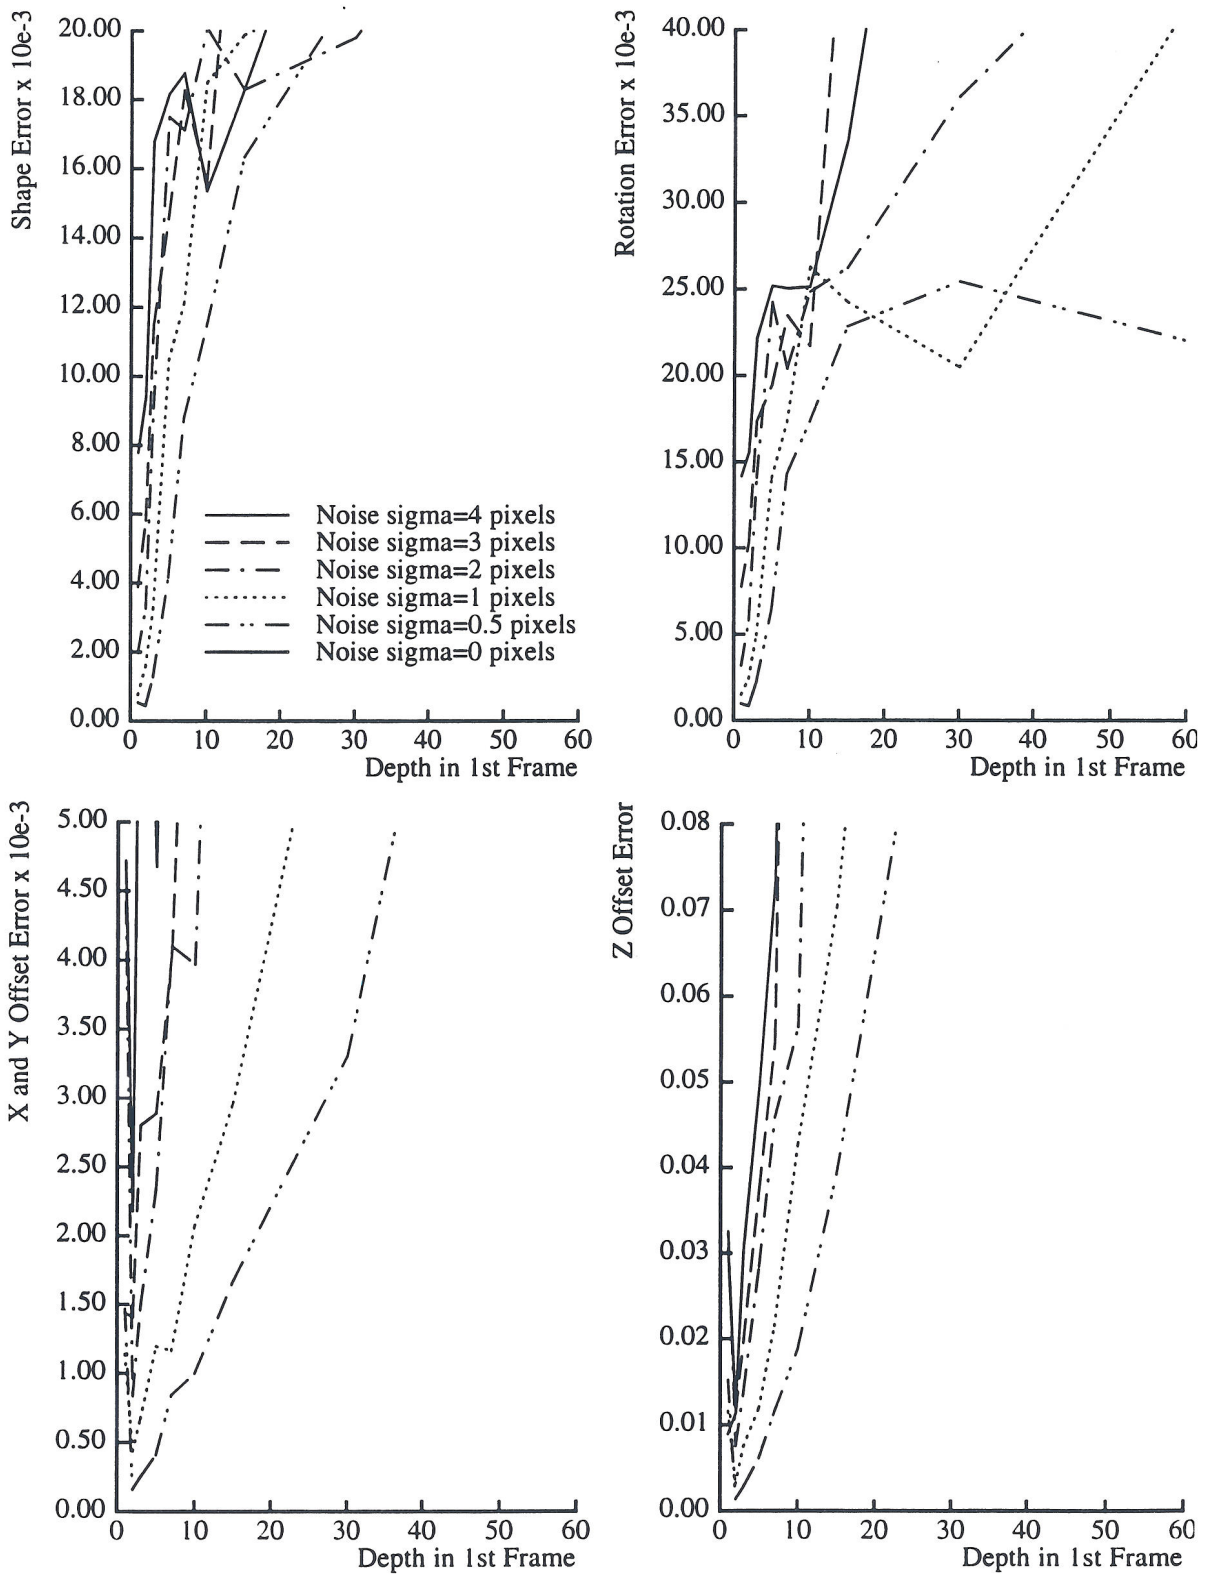 Shape Error x 10e-3
20.00
18.00
16.00
14.00
12.00
10.00
8.00
6.00
4.00
2.00
0.00
Noise sigma=4 pixels
Noise sigma=3 pixels
Noise sigma=2 pixels
Noise sigma=1 pixels
Noise sigma=0.5 pixels
Noise sigma=0 pixels
0 10 20 30 40 50 60
Depth in 1st Frame
Rotation Error x 10e-3
40.00
35.00
30.00
25.00
20.00
15.00
10.00
5.00
0.00
0 10 20 30 40 50 60
Depth in 1st Frame
X and Y Offset Error x 10e-3
5.00
4.50
4.00
3.50
3.00
2.50
2.00
1.50
1.00
0.50
0.00
0 10 20 30 40 50 60
Depth in 1st Frame
Z Offset Error
0.08
0.07
0.06
0.05
0.04
0.03
0.02
0.01
0.00
0 10 20 30 40 50 60
Depth in 1st Frame